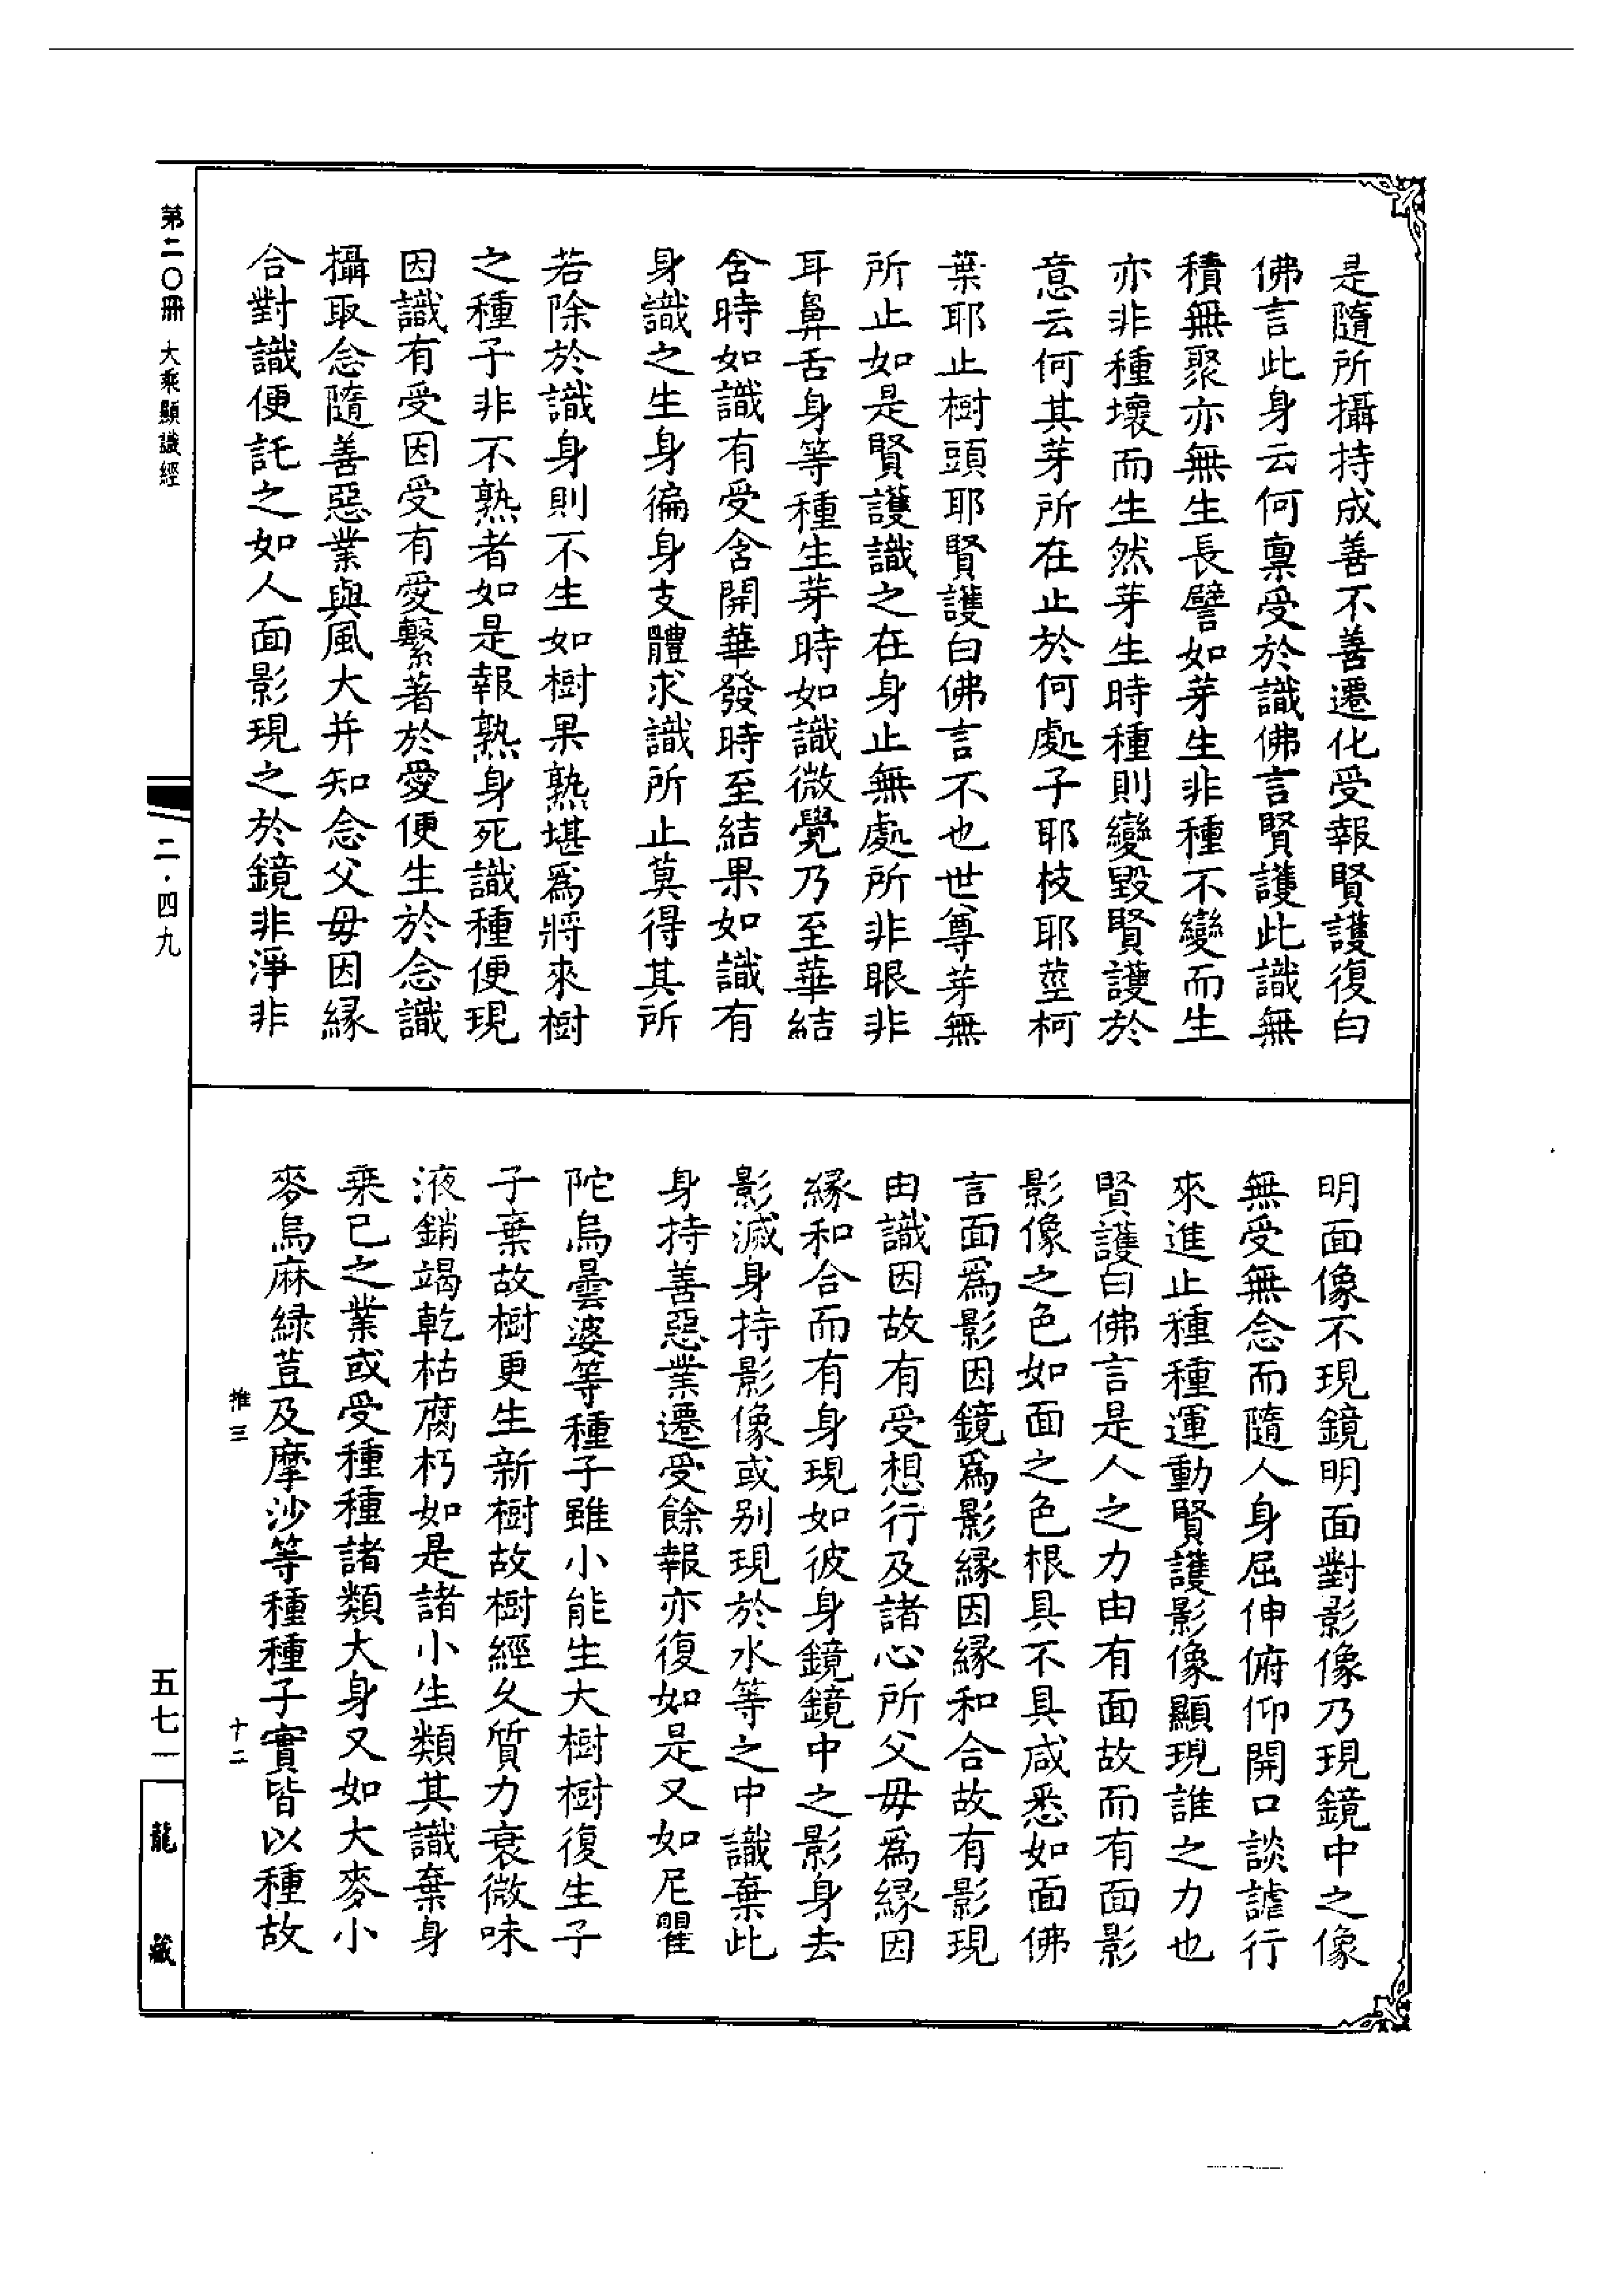 是隨所攝持成善不善遷化受報賢護復白
佛言此身云何稟受於識佛言賢護此識無
積無聚亦無生長譬如芽生非種不變而生
亦非種壞而生然芽生時種則變毀賢護於
意云何其芽所在止於何處子耶枝耶莖柯
葉耶止樹頭耶賢護白佛言不也世尊芽無
所止如是賢護識之在身止無處所非眼非
耳鼻舌身等種生芽時如識微覺乃至華結
含時如識有受含開華發時至結果如識有
身識之生身徧身支體求識所止莫得其所
若除於識身則不生如樹果熟堪爲將來樹
之種子非不熟者如是報熟身死識種便現
因識有受因受有愛繫著於愛便生於念識
攝取念隨善惡業與風大并知念父毋因緣
合對識便託之如人面影現之於鏡非淨非
明面像不現鏡明面對影像乃現鏡中之像
無受無念而隨人身屈伸俯仰開口談謔行
來進止種種運動賢護影像顯現誰之力也
賢護白佛言是人之力由有面故而有面影
影像之色如面之色根具不具咸悉如面佛
言面爲影因鏡爲影緣因緣和合故有影現
由識因故有受想行及諸心所父毋爲緣因
緣和合而有身現如彼身鏡鏡中之影身去
影滅身持影像或别現於水等之中識棄此
身持善惡業遷受餘報亦復如是又如尼瞿
陀烏曇婆等種子雖小能生大樹樹復生子
子棄故樹更生新樹故樹經久質力衰微味
液銷竭乾枯腐朽如是諸小生類其識棄身
乗已之業或受種種諸類大身又如大麥小
麥烏麻綠荳及摩沙等種種子實皆以種故
推三 十二
第二〇冊 大乘顯識經
二·四九
五七一
龍藏